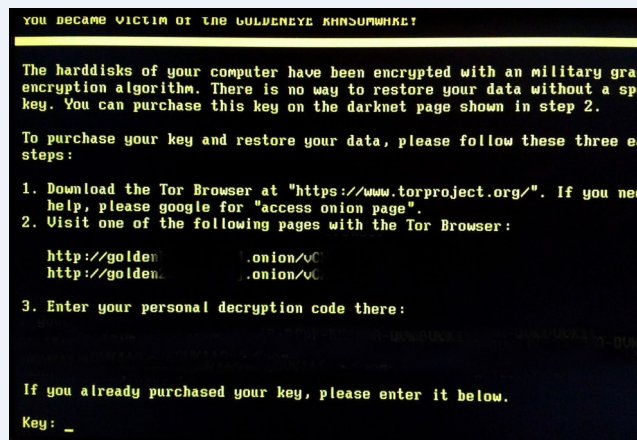 YOU BECAME VICTIM OF THE GOLDENEYE RANSOMWARE!
The harddisks of your computer have been encrypted with an military gra
encryption algorithm. There is no way to restore your data without a sp
key. You can purchase this key on the darknet page shown in step 2.
To purchase your key and restore your data, please follow these three e
steps:
1. Download the Tor Browser at "https://www.torproject.org/". If you ne
help, please google for "access onion page".
2. Visit one of the following pages with the Tor Browser:
http://golden .onion/vC
http://golden .onion/vC
3. Enter your personal decryption code there:
If you already purchased your key, please enter it below.
Key: _